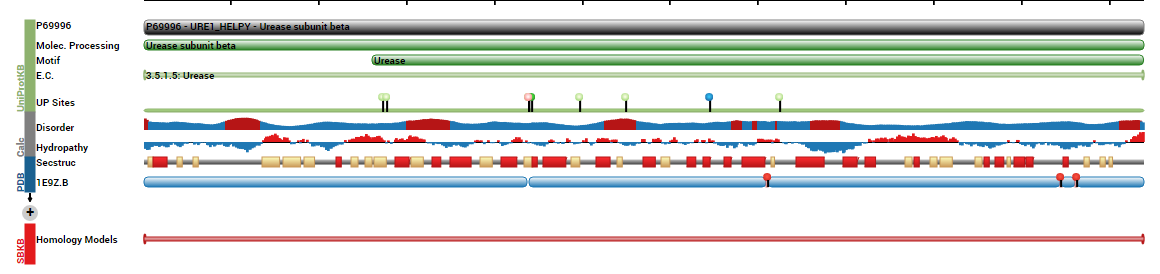 P69996
P69996 - URE1_HELPY - Urease subunit beta
Molec. Processing
Urease subunit beta
Motif
Urease
E.C.
3.5.1.5: Urease
UP Sites
UniProtKB
Disorder
Hydropathy
Calc
Secstruc
1E9Z.B
PDB
+
Homology Models
SBKB